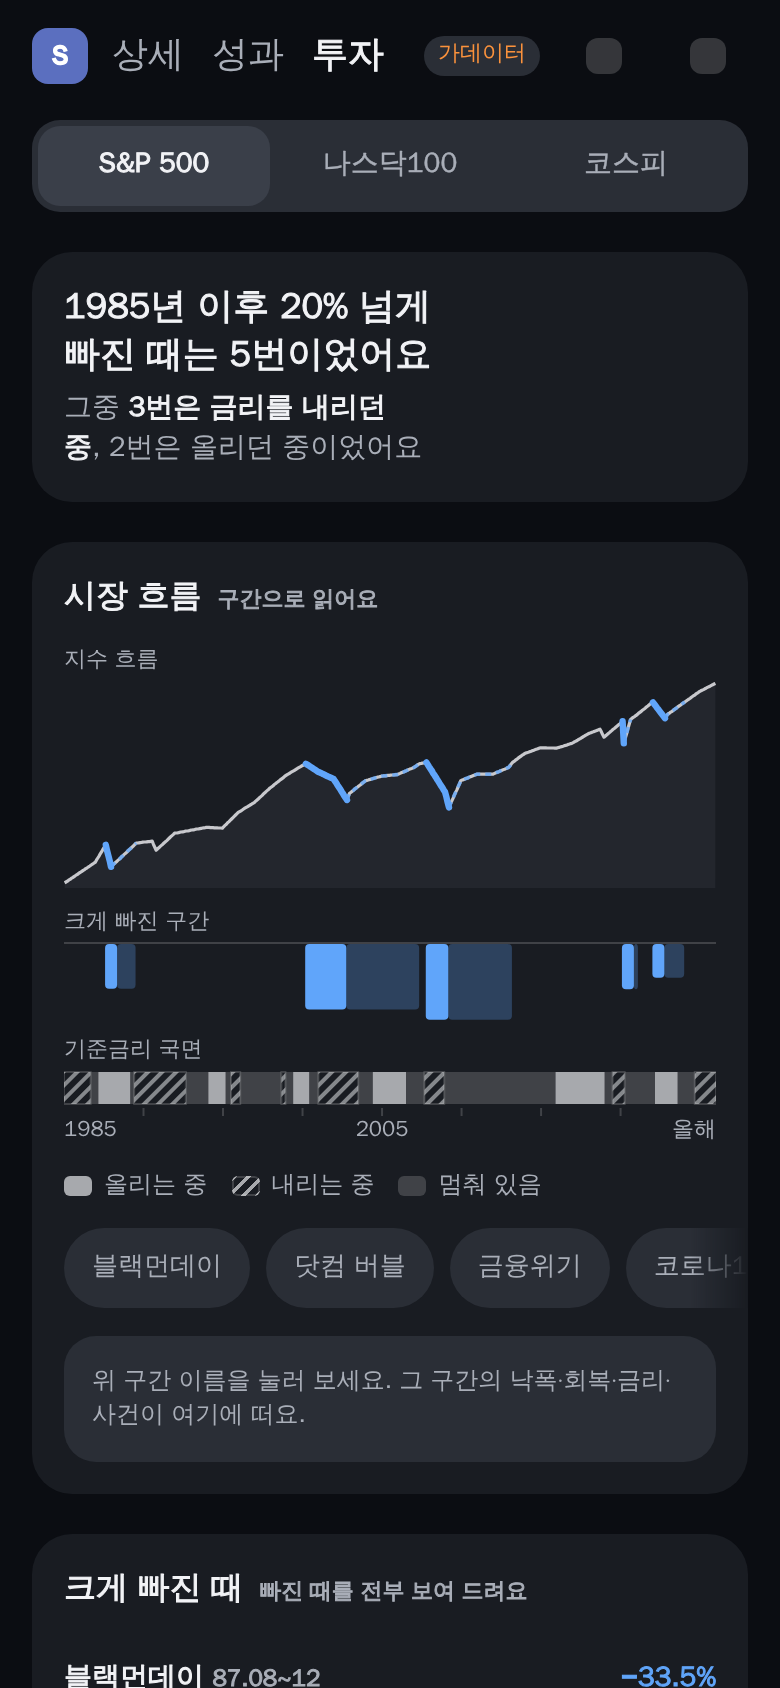 S 상세 성과 투자 가데이터
S&P 500 나스닥100 코스피
1985년 이후 20% 넘게
빠진 때는 5번이었어요
그중 3번은 금리를 내리던
중, 2번은 올리던 중이었어요
시장 흐름 구간으로 읽어요
지수 흐름
크게 빠진 구간
기준금리 국면
1985 2005 올해
올리는 중 내리는 중 멈춰 있음
블랙먼데이 닷컴 버블 금융위기 코로나1
위 구간 이름을 눌러 보세요. 그 구간의 낙폭·회복·금리·
사건이 여기에 떠요.
크게 빠진 때 빠진 때를 전부 보여 드려요
블랙먼데이 87.08~12 −33.5%